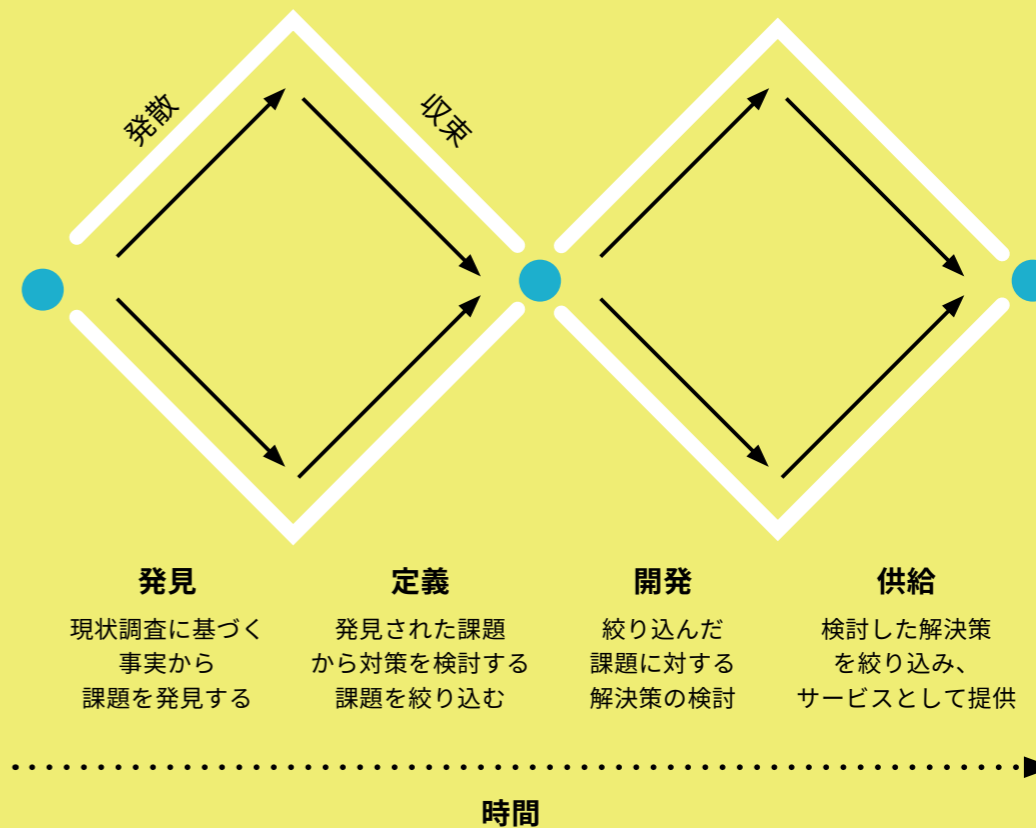 発散
収束
発見
現状調査に基づく
事実から
課題を発見する
定義
発見された課題
から対策を検討する
課題を絞り込む
開発
絞り込んだ
課題に対する
解決策の検討
供給
検討した解決策
を絞り込み、
サービスとして提供
時間